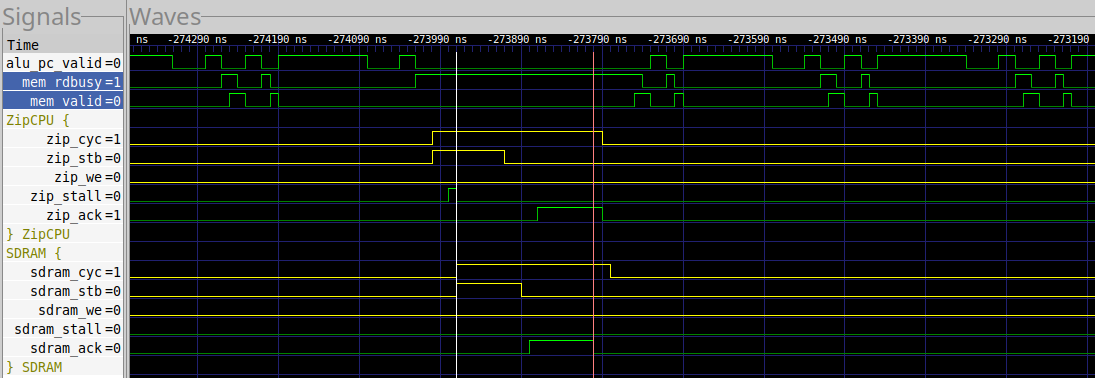 Signals Waves
Time ns -274290 ns -274190 ns -274090 ns -273990 ns -273890 ns -273790 ns -273690 ns -273590 ns -273490 ns -273390 ns -273290 ns -273190
alu_pc_valid=0
mem_rdbusy=1
mem_valid=0
ZipCPU {
zip_cyc=1
zip_stb=0
zip_we=0
zip_stall=0
zip_ack=1
} ZipCPU
SDRAM {
sdram_cyc=1
sdram_stb=0
sdram_we=0
sdram_stall=0
sdram_ack=0
} SDRAM